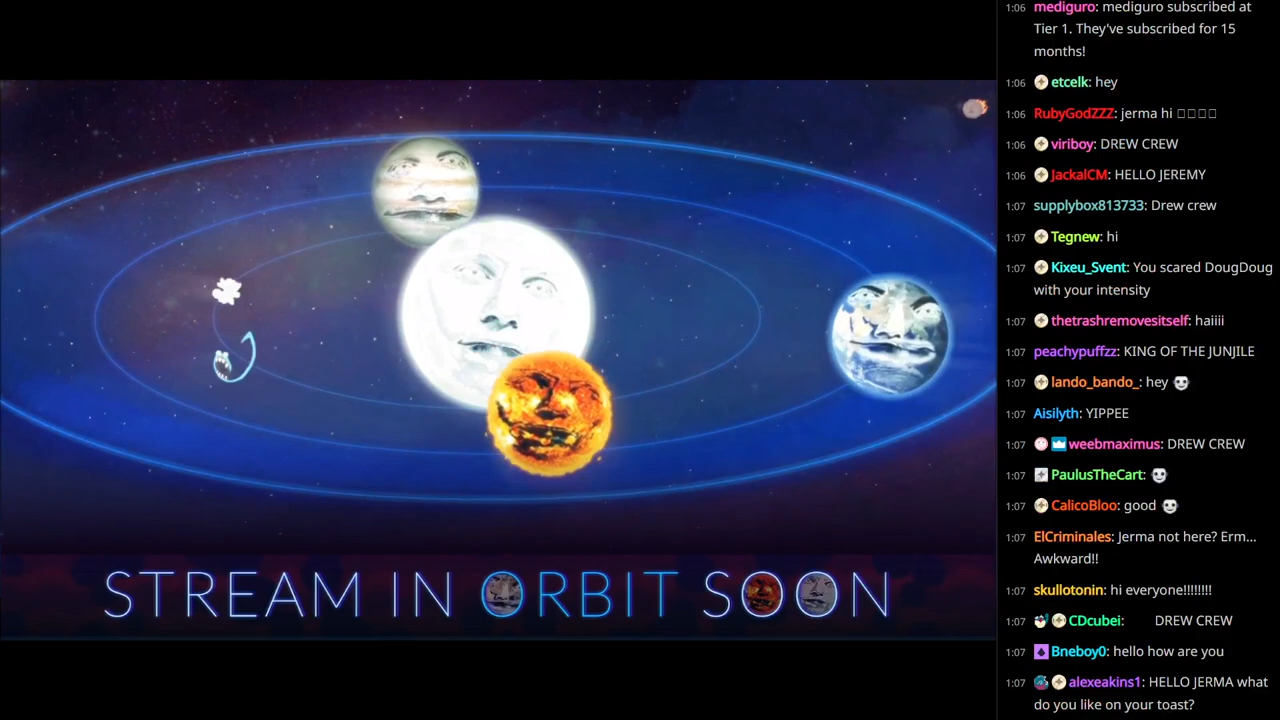 STREAM IN ORBIT SOON
1:06 mediguro: mediguro subscribed at
Tier 1. They've subscribed for 15
months!
1:06 etcelk: hey
1:06 RubyGodZZZ: jerma hi □□□□
1:06 viriboy: DREW CREW
1:06 JackalCM: HELLO JEREMY
1:07 supplybox813733: Drew crew
1:07 Tegnew: hi
1:07 Kixeu_Svent: You scared DougDoug
with your intensity
1:07 thetrashremovesitself: haiiii
1:07 peachypuffzz: KING OF THE JUNJILE
1:07 lando_bando_: hey
1:07 Aisilyth: YIPPEE
1:07 weebmaximus: DREW CREW
1:07 PaulusTheCart:
1:07 CalicoBloo: good
1:07 ElCriminales: Jerma not here? Erm...
Awkward!!
1:07 skullotonin: hi everyone!!!!!!!!
1:07 CDcubei: DREW CREW
1:07 Bneboy0: hello how are you
1:07 alexeakins1: HELLO JERMA what
do you like on your toast?